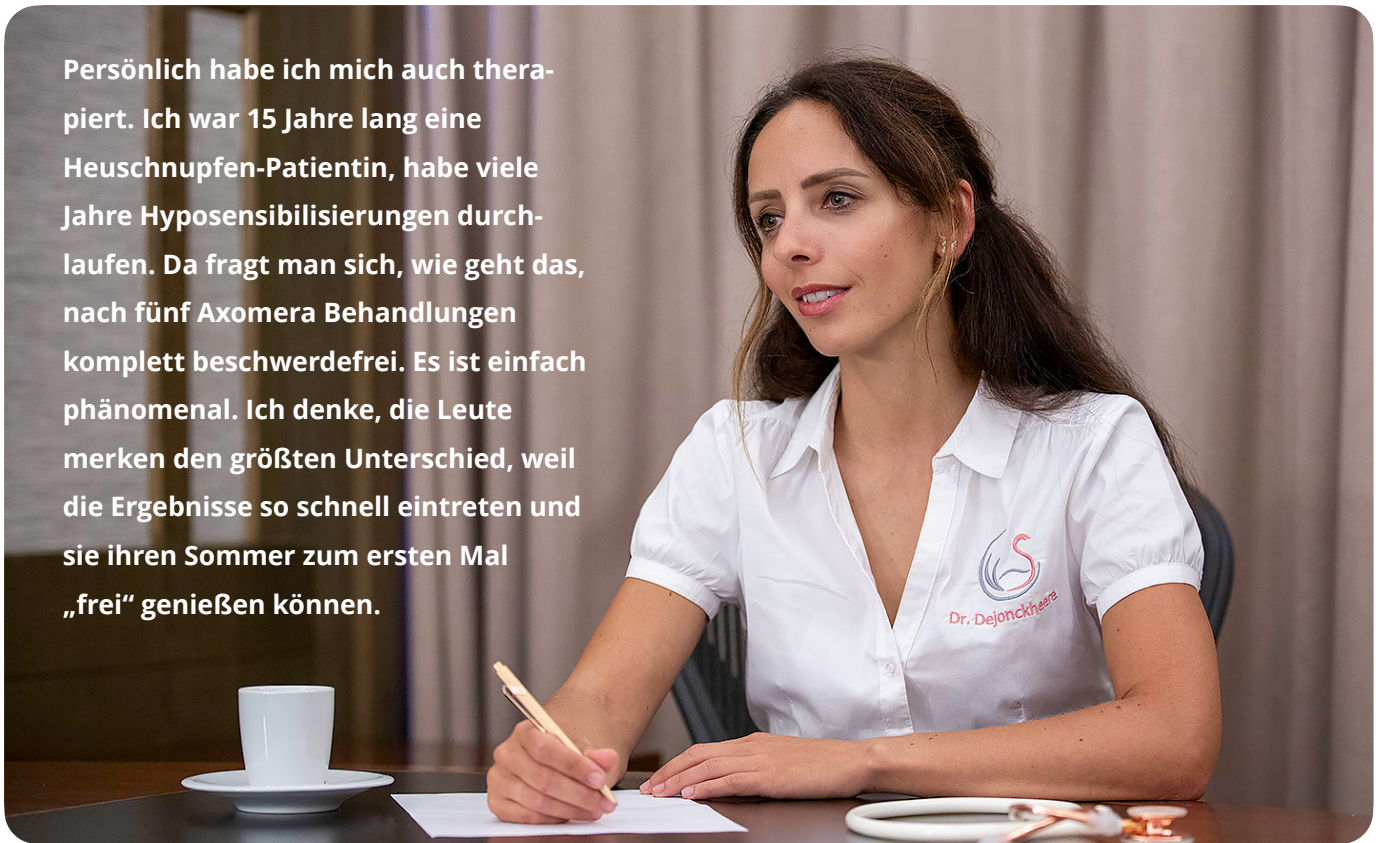 Persönlich habe ich mich auch thera-
piert. Ich war 15 Jahre lang eine
Heuschnupfen-Patientin, habe viele
Jahre Hyposensibilisierungen durch-
laufen. Da fragt man sich, wie geht das,
nach fünf Axomera Behandlungen
komplett beschwerdefrei. Es ist einfach
phänomenal. Ich denke, die Leute
merken den größten Unterschied, weil
die Ergebnisse so schnell eintreten und
sie ihren Sommer zum ersten Mal
„frei“ genießen können.
Dr. Dejonckheere